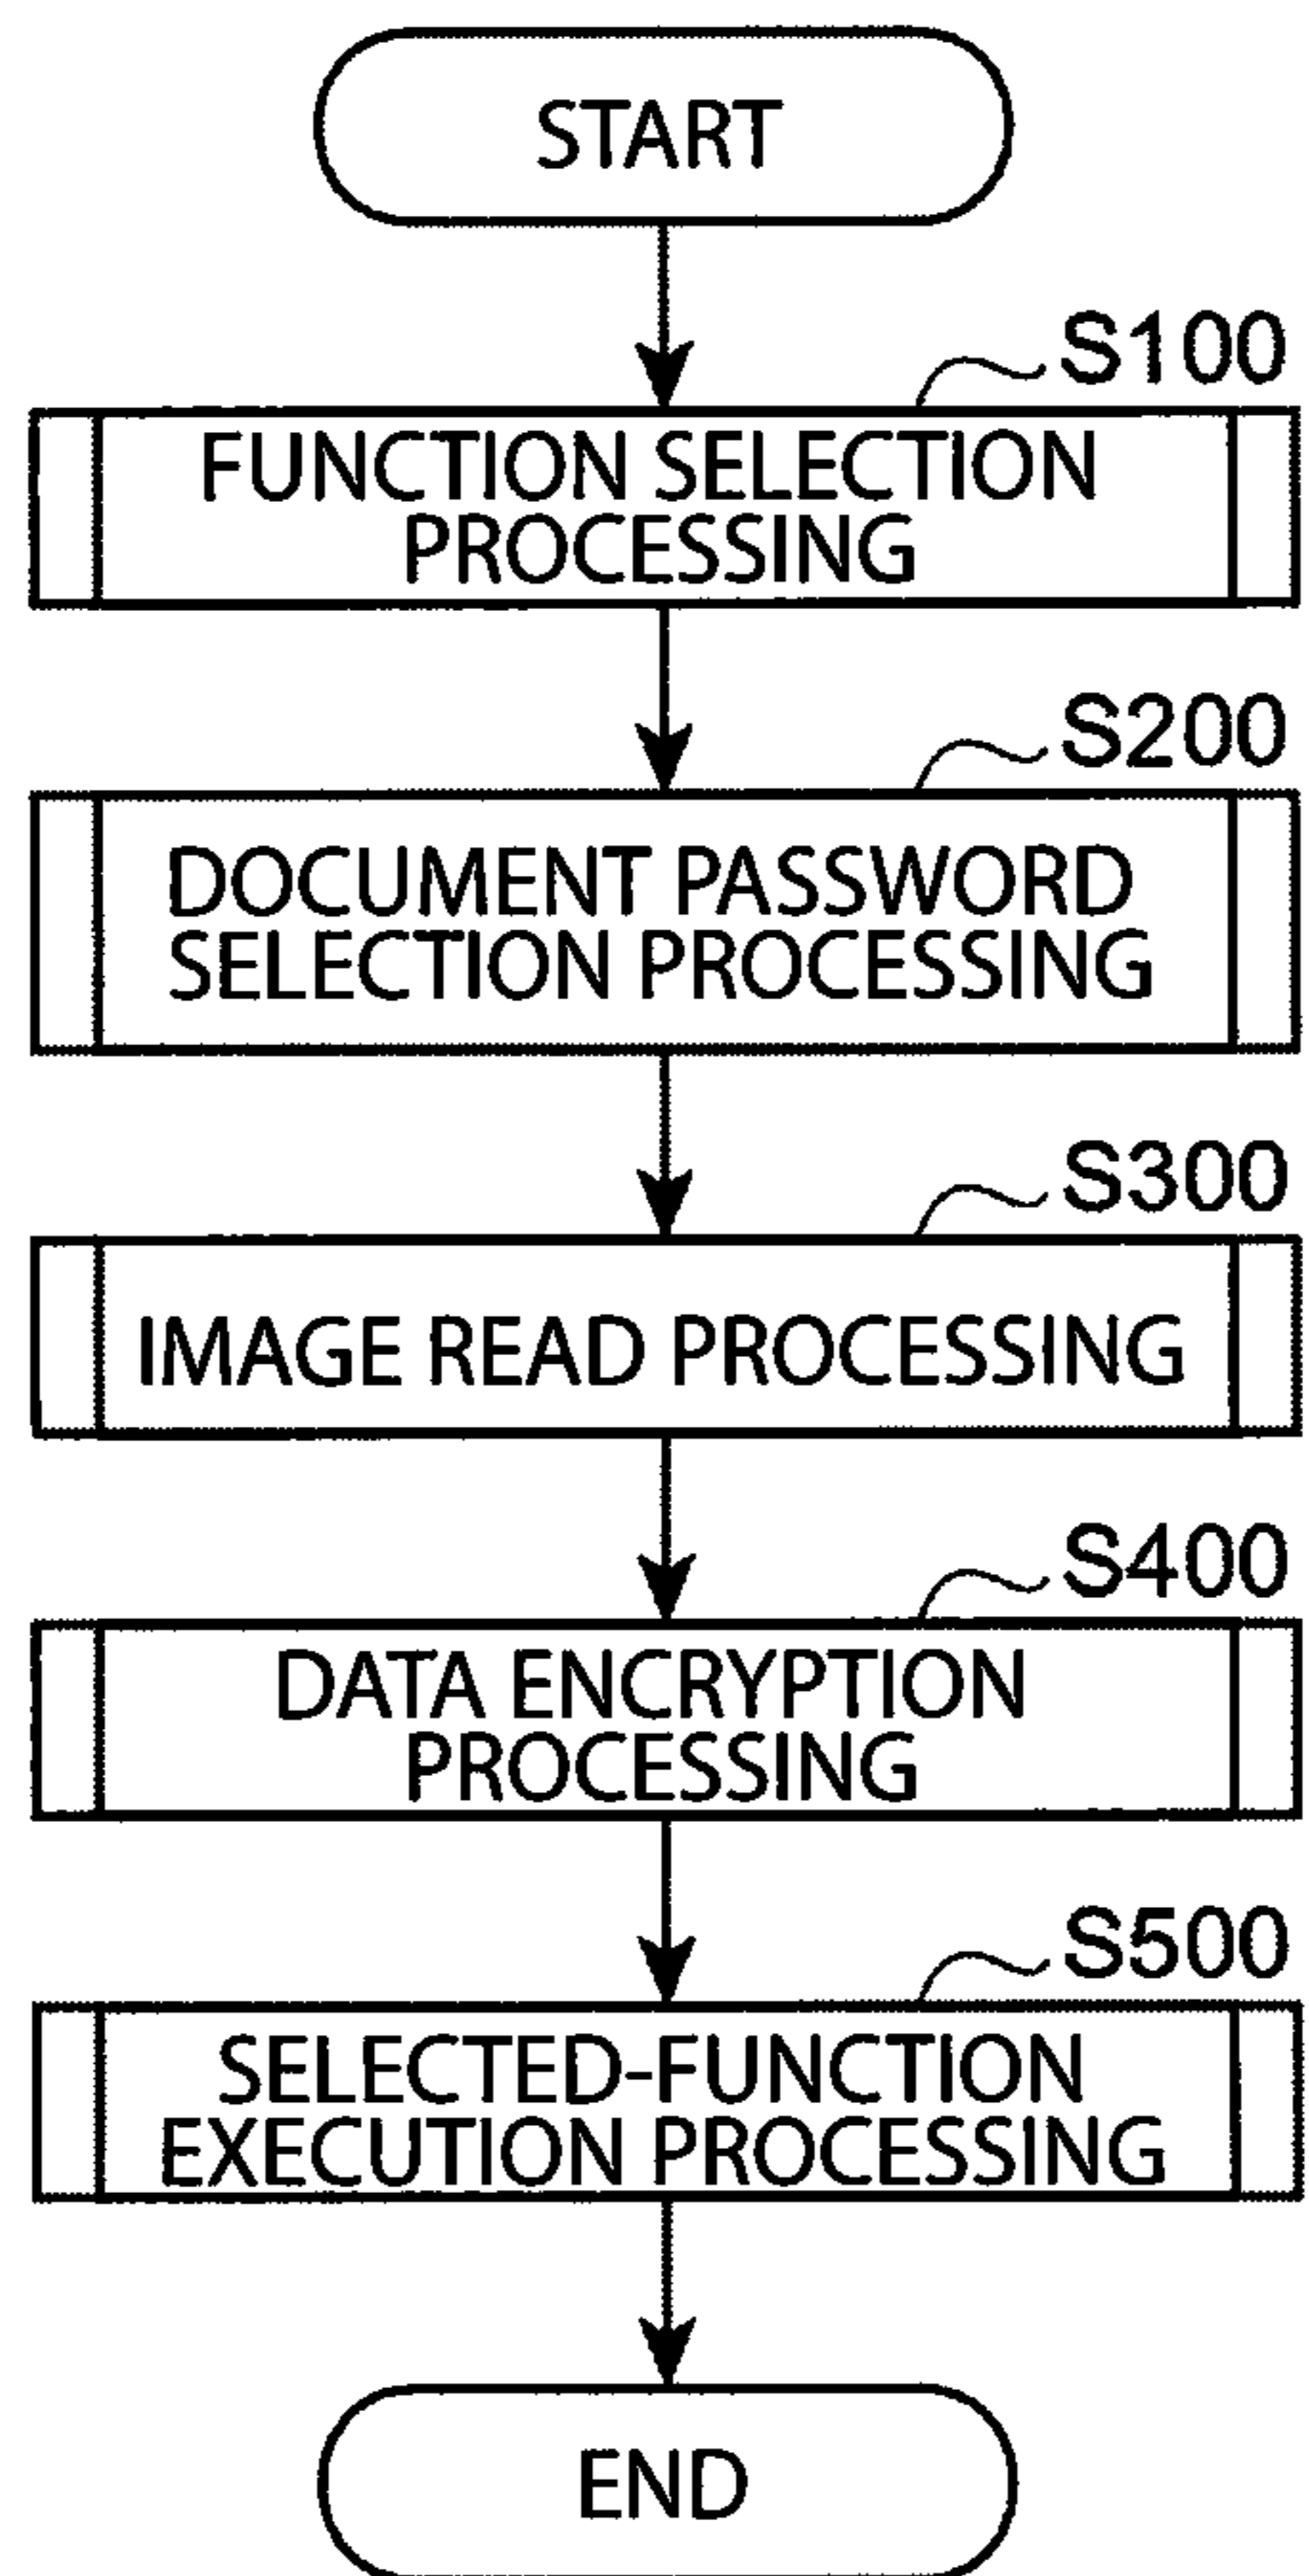 START
S100
FUNCTION SELECTION
PROCESSING
S200
DOCUMENT PASSWORD
SELECTION PROCESSING
S300
IMAGE READ PROCESSING
S400
DATA ENCRYPTION
PROCESSING
S500
SELECTED-FUNCTION
EXECUTION PROCESSING
END